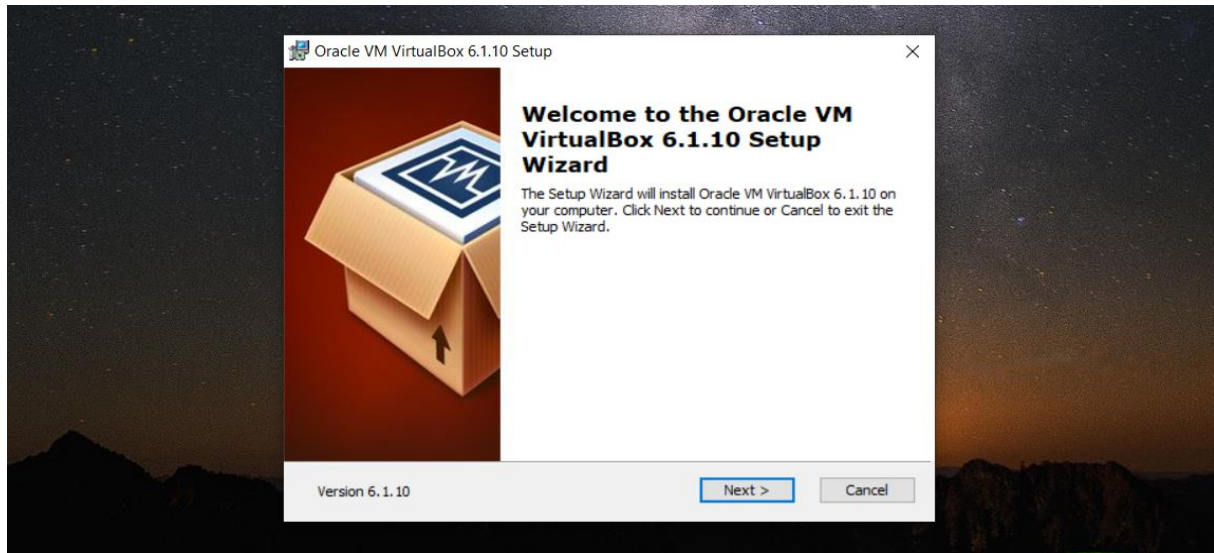 Oracle VM VirtualBox 6.1.10 Setup
Welcome to the Oracle VM
VirtualBox 6.1.10 Setup
Wizard
The Setup Wizard will install Oracle VM VirtualBox 6.1.10 on
your computer. Click Next to continue or Cancel to exit the
Setup Wizard.
Version 6.1.10
Next >
Cancel